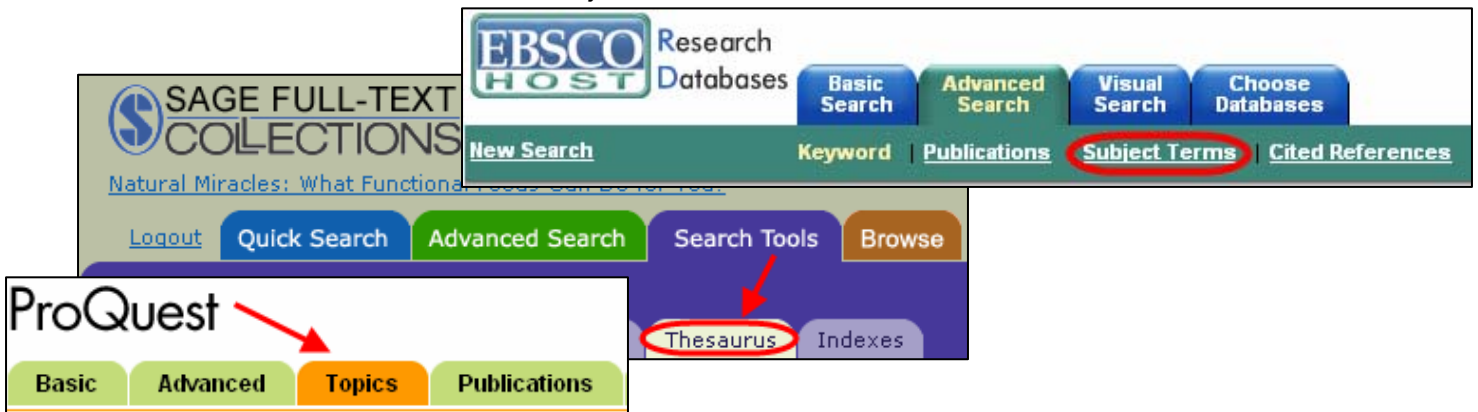 EBSCO Research
HOST Databases
Basic Search
Advanced Search
Visual Search
Choose Databases
New Search
Keyword | Publications | Subject Terms | Cited References
SAGE FULL-TEXT
COLLECTIONS
Natural Miracles: What Functional Focus Can Do for You?
Logout Quick Search Advanced Search Search Tools Browse
Thesaurus Indexes
ProQuest
Basic Advanced Topics Publications